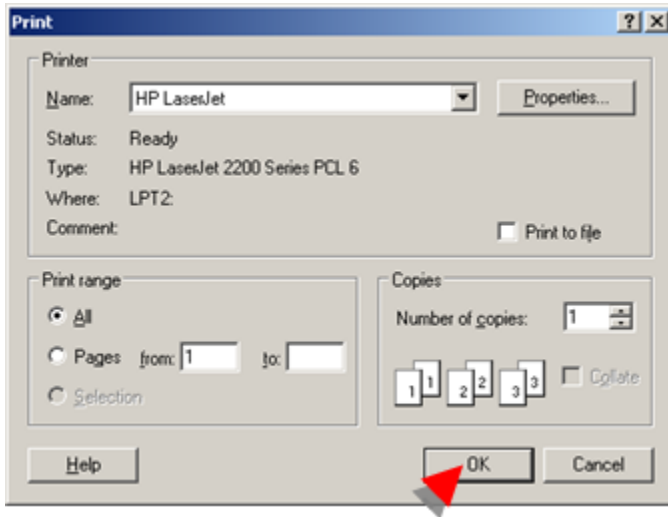 Print
Printer
Name: HP LaserJet Properties...
Status: Ready
Type: HP LaserJet 2200 Series PCL 6
Where: LPT2:
Comment:
Print to file
Print range
All
Pages from: 1 to:
Selection
Copies
Number of copies: 1
1 1 2 2 3 3
Collate
Help OK Cancel